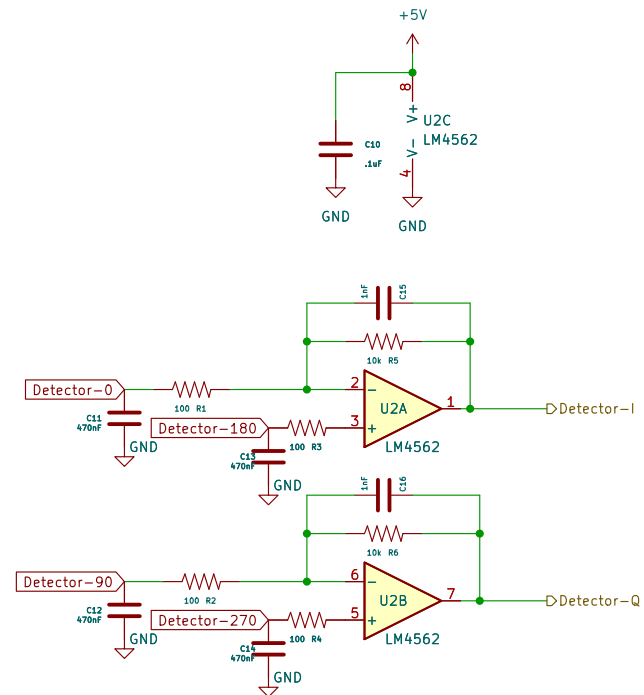 +5V
8
V+
U2C
LM4562
V-
4
C10
.1uF
GND
GND
1nF
C15
10k R5
Detector-0
100 R1
2
U2A
1
Detector-I
C11
470nF
Detector-180
100 R3
3
LM4562
GND
C13
470nF
GND
1nF
C16
10k R6
Detector-90
100 R2
6
U2B
7
Detector-Q
C12
470nF
Detector-270
100 R4
5
LM4562
GND
C14
470nF
GND